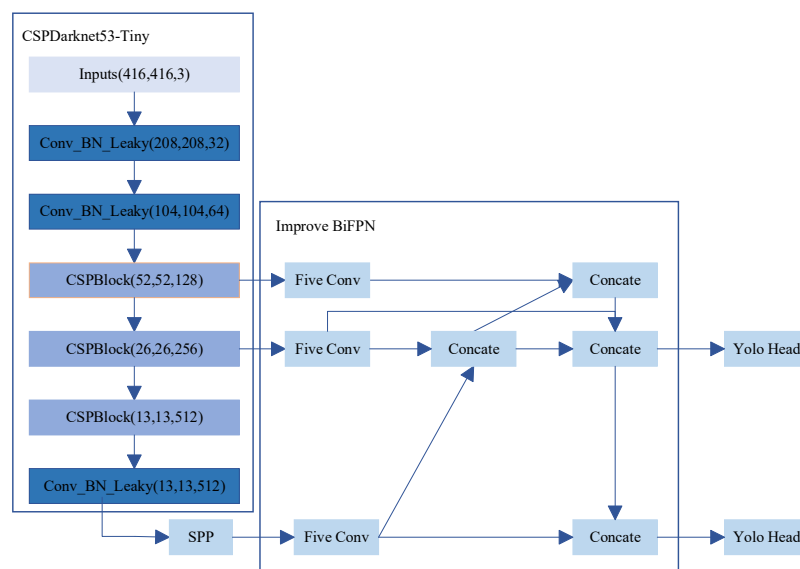 CSPDarknet53-Tiny
Inputs(416,416,3)
Conv_BN_Leaky(208,208,32)
Conv_BN_Leaky(104,104,64)
Improve BiFPN
CSPBlock(52,52,128)
Five Conv
Concate
CSPBlock(26,26,256)
Five Conv
Concate
Concate
Yolo Head
CSPBlock(13,13,512)
Conv_BN_Leaky(13,13,512)
SPP
Five Conv
Concate
Yolo Head